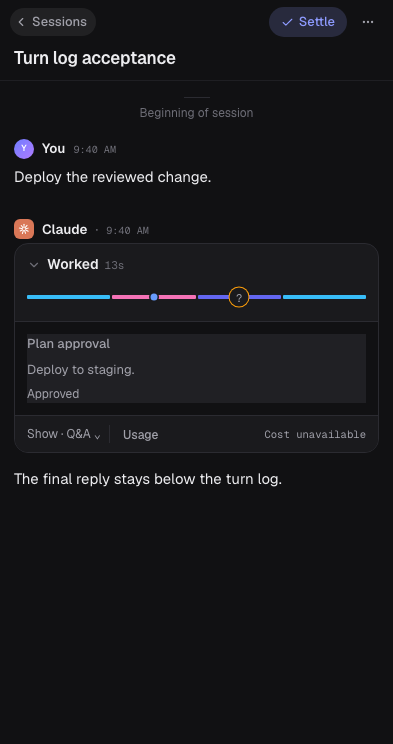 Sessions
Settle
Turn log acceptance
Beginning of session
Y
You 9:40 AM
Deploy the reviewed change.
Claude · 9:40 AM
Worked 13s
?
Plan approval
Deploy to staging.
Approved
Show · Q&A
Usage
Cost unavailable
The final reply stays below the turn log.